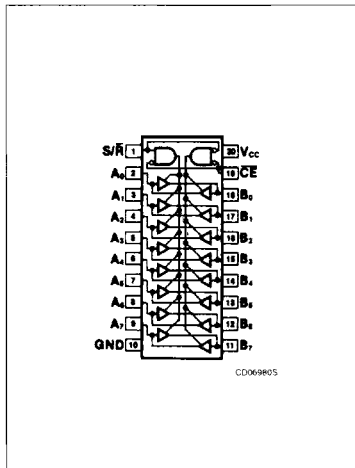 S/R̅ 1 20 VCC
A0 2 19 C̅E̅
A1 3 18 B0
A2 4 17 B1
A3 5 16 B2
A4 6 15 B3
A5 7 14 B4
A6 8 13 B5
A7 9 12 B6
GND 10 11 B7
CD06980S